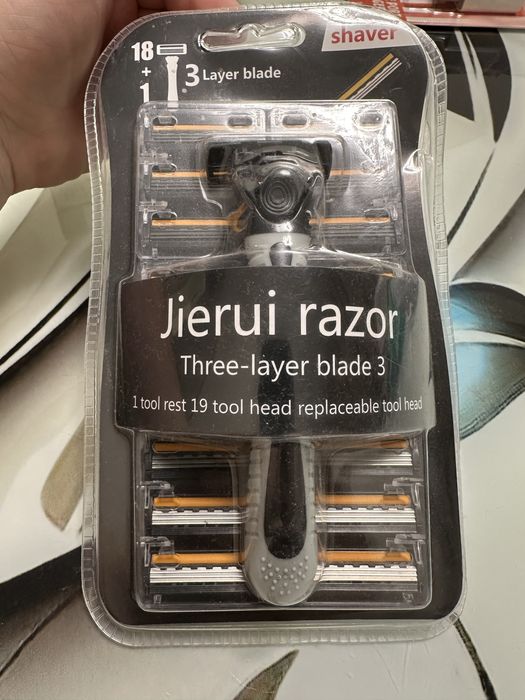 shaver
18
+
1
3 Layer blade
Jierui razor
Three-layer blade 3
1 tool rest 19 tool head replaceable tool head